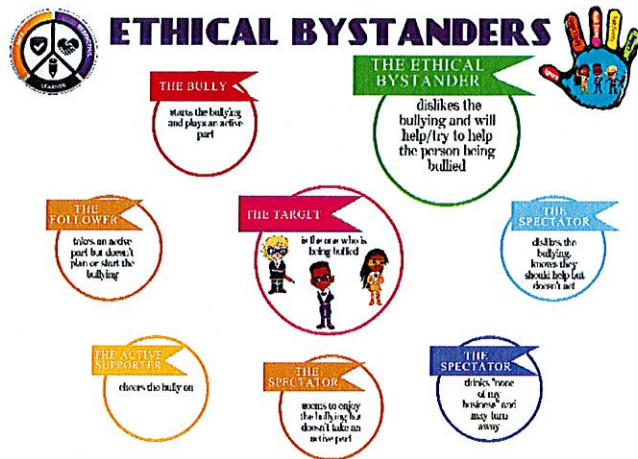 ETHICAL BYSTANDERS
LEARNER
THE BULLY
starts the bullying
and plays an active
part
THE ETHICAL
BYSTANDER
dislikes the
bullying and will
help/try to help
the person being
bullied
THE
FOLLOWER
takes an active
part but doesn't
plan or start the
bullying
THE TARGET
is the one who is
being bullied
THE
SPECTATOR
dislikes the
bullying,
knows they
should help but
doesn't act
THE ACTIVE
SUPPORTER
cheers the bully on
THE
SPECTATOR
seems to enjoy
the bullying but
doesn't take an
active part
THE
SPECTATOR
thinks "none
of my
business" and
may turn
away